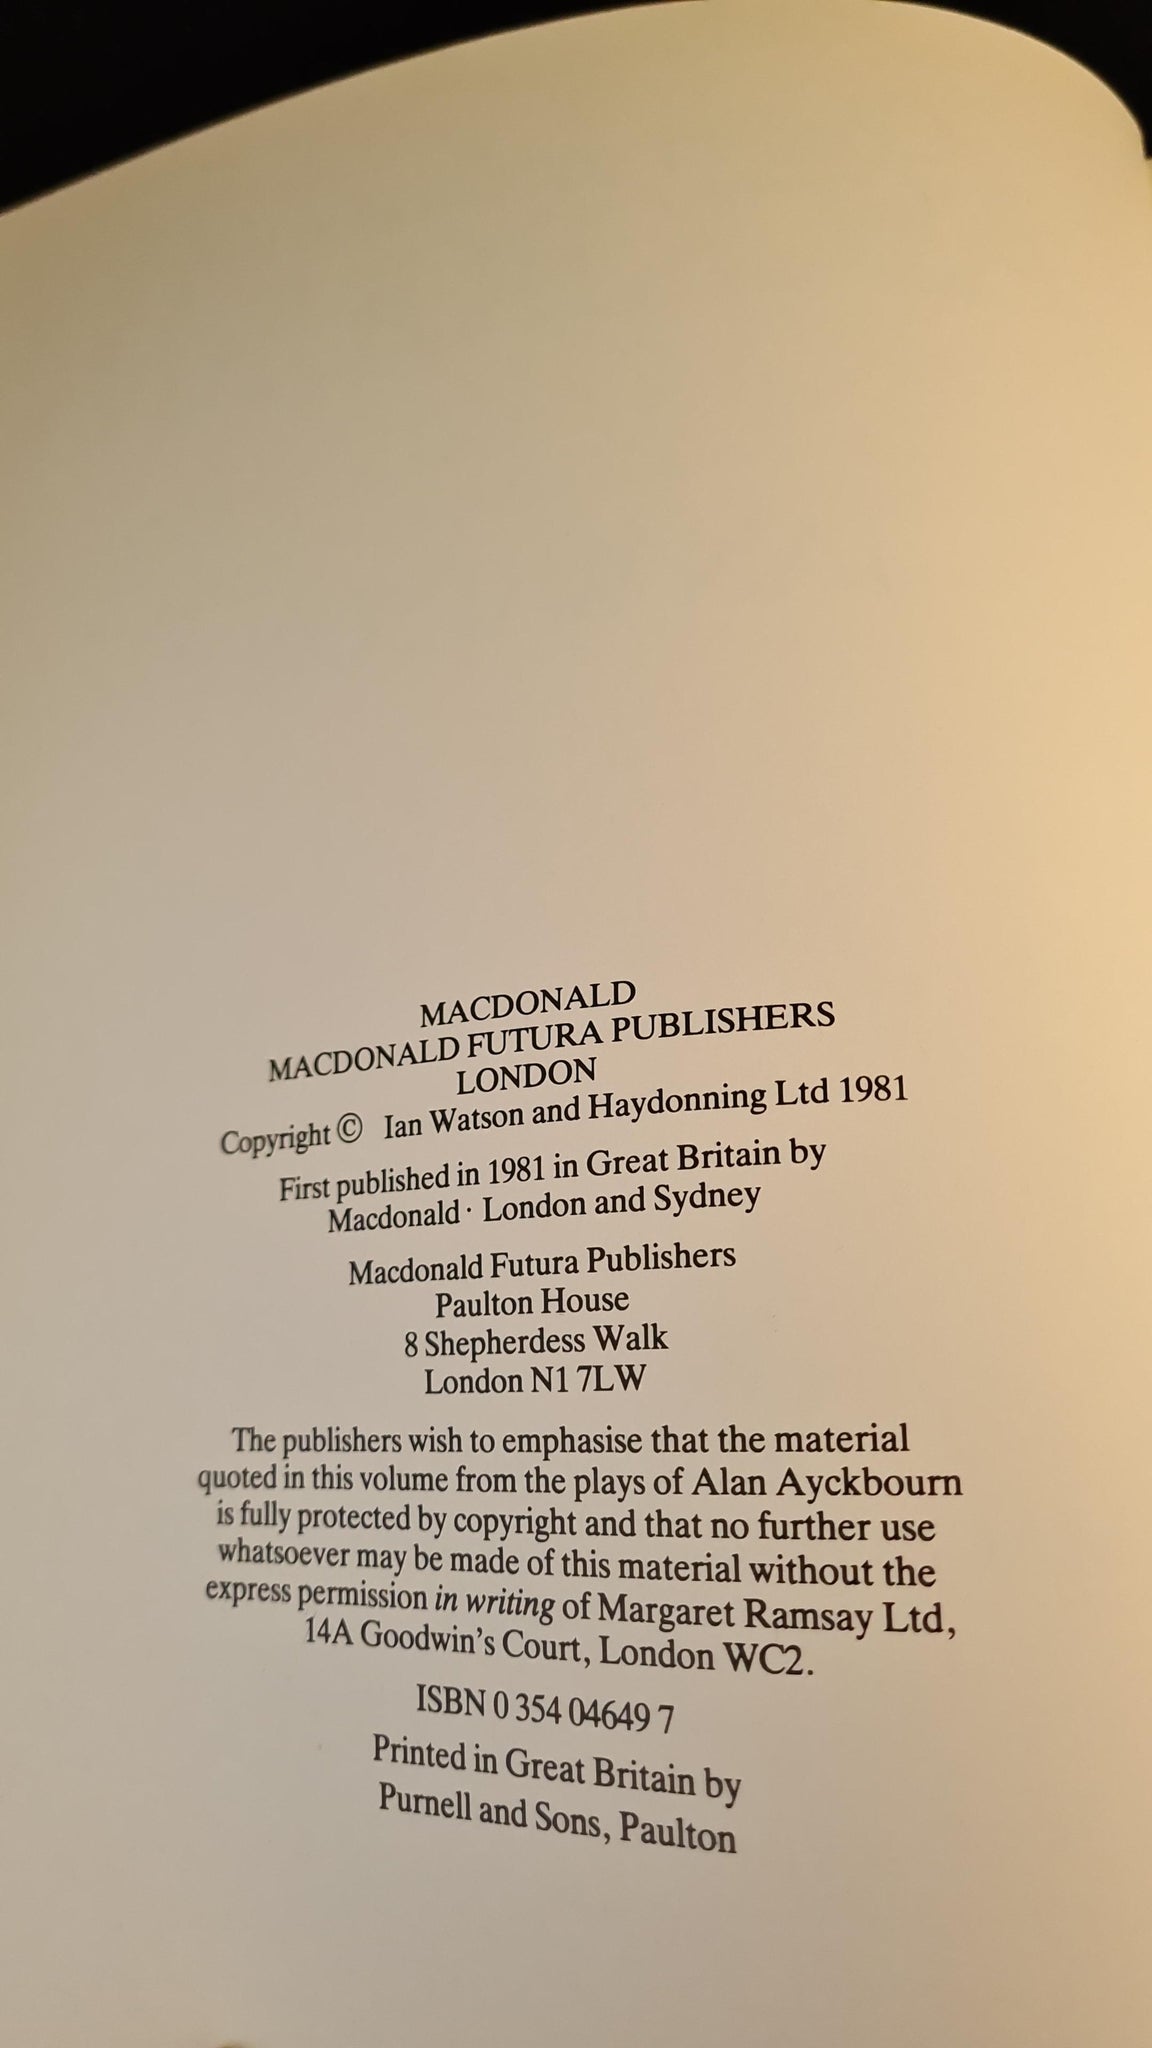 MACDONALD
MACDONALD FUTURA PUBLISHERS
LONDON
Copyright © Ian Watson and Haydonning Ltd 1981
First published in 1981 in Great Britain by
Macdonald · London and Sydney
Macdonald Futura Publishers
Paulton House
8 Shepherdess Walk
London N1 7LW
The publishers wish to emphasise that the material
quoted in this volume from the plays of Alan Ayckbourn
is fully protected by copyright and that no further use
whatsoever may be made of this material without the
express permission in writing of Margaret Ramsay Ltd,
14A Goodwin's Court, London WC2.
ISBN 0 354 04649 7
Printed in Great Britain by
Purnell and Sons, Paulton